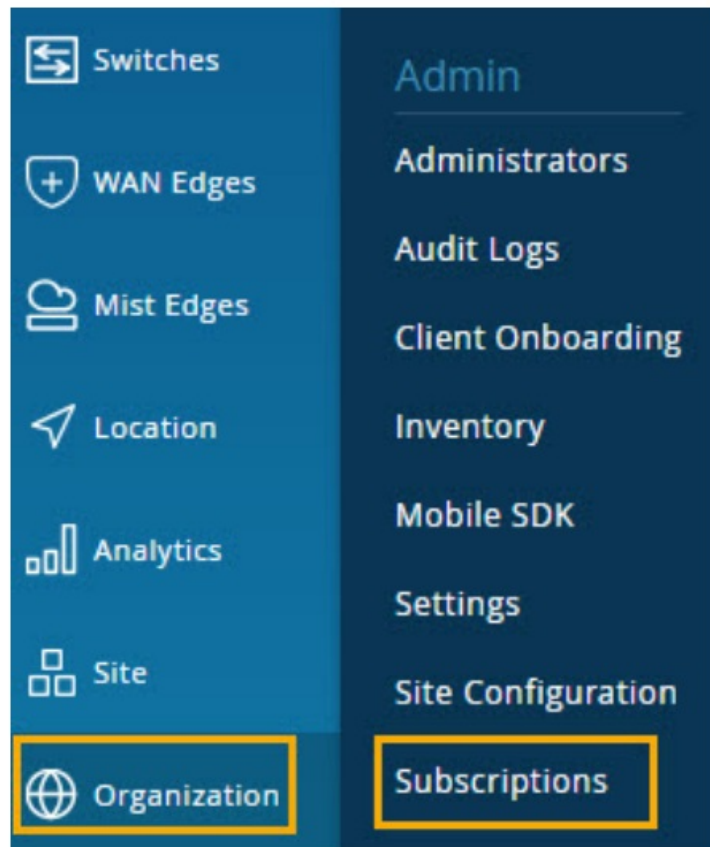 Switches
WAN Edges
Mist Edges
Location
Analytics
Site
Organization
Admin
Administrators
Audit Logs
Client Onboarding
Inventory
Mobile SDK
Settings
Site Configuration
Subscriptions